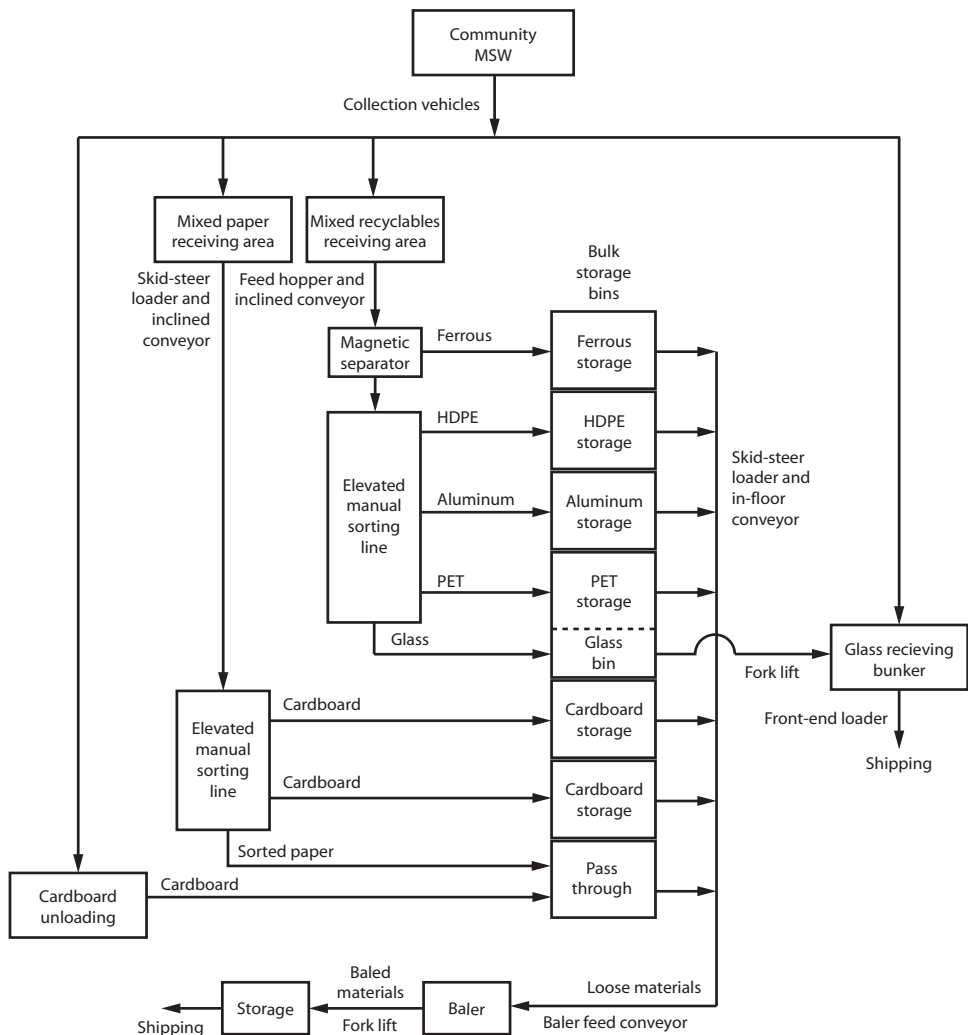 Community
MSW
Collection vehicles
Mixed paper
receiving area
Mixed recyclables
receiving area
Skid-steer
loader and
inclined
conveyor
Feed hopper and
inclined conveyor
Bulk
storage
bins
Magnetic
separator
Ferrous
Ferrous
storage
HDPE
HDPE
storage
Elevated
manual
sorting
line
Aluminum
Aluminum
storage
Skid-steer
loader and
in-floor
conveyor
PET
PET
storage
Glass
Glass
bin
Fork lift
Glass recieving
bunker
Front-end loader
Shipping
Elevated
manual
sorting
line
Cardboard
Cardboard
storage
Cardboard
Cardboard
storage
Sorted paper
Pass
through
Cardboard
unloading
Cardboard
Loose materials
Baler feed conveyor
Baler
Baled
materials
Fork lift
Storage
Shipping